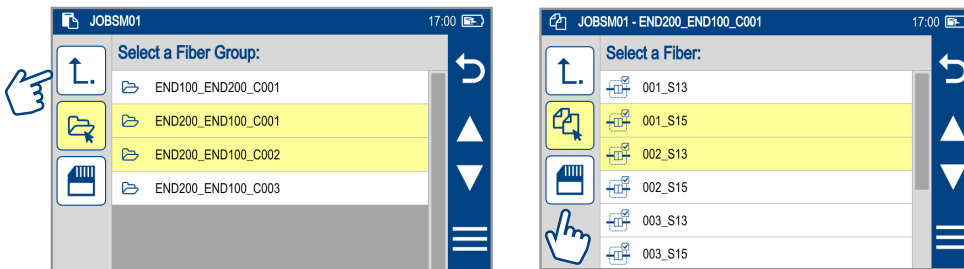 JOBSM01 17:00
Select a Fiber Group:
END100_END200_C001
END200_END100_C001
END200_END100_C002
END200_END100_C003
JOBSM01 - END200_END100_C001 17:00
Select a Fiber:
001_S13
001_S15
002_S13
002_S15
003_S13
003_S15